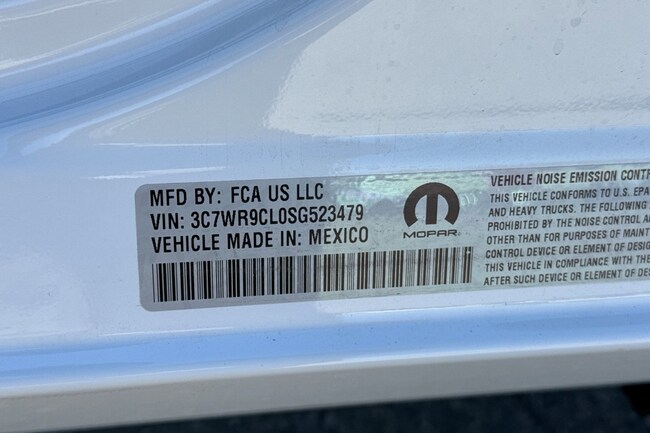 MFD BY: FCA US LLC
VIN: 3C7WR9CL0SG523479
VEHICLE MADE IN: MEXICO
MOPAR
VEHICLE NOISE EMISSION CONTR
THIS VEHICLE CONFORMS TO U.S. EPA
AND HEAVY TRUCKS. THE FOLLOWING
PROHIBITED BY THE NOISE CONTROL A
OTHER THAN FOR PURPOSES OF MAINT
CONTROL DEVICE OR ELEMENT OF DESIGN
THIS VEHICLE IN COMPLIANCE WITH THE
AFTER SUCH DEVICE OR ELEMENT OF DES